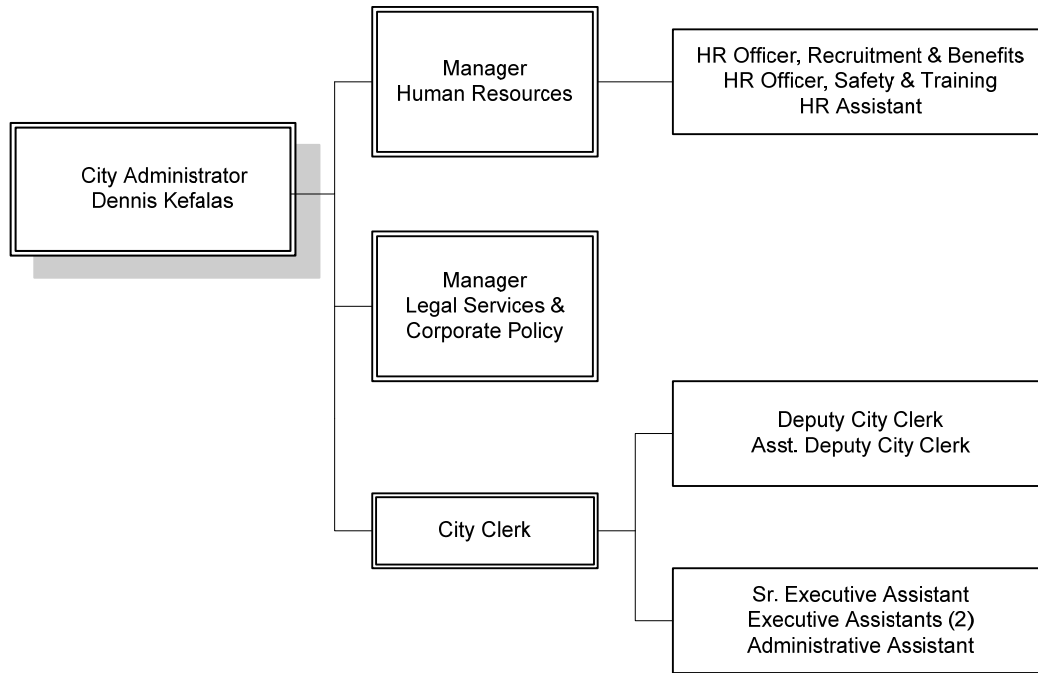 City Administrator
Dennis Kefalas
Manager
Human Resources
HR Officer, Recruitment & Benefits
HR Officer, Safety & Training
HR Assistant
Manager
Legal Services &
Corporate Policy
City Clerk
Deputy City Clerk
Asst. Deputy City Clerk
Sr. Executive Assistant
Executive Assistants (2)
Administrative Assistant